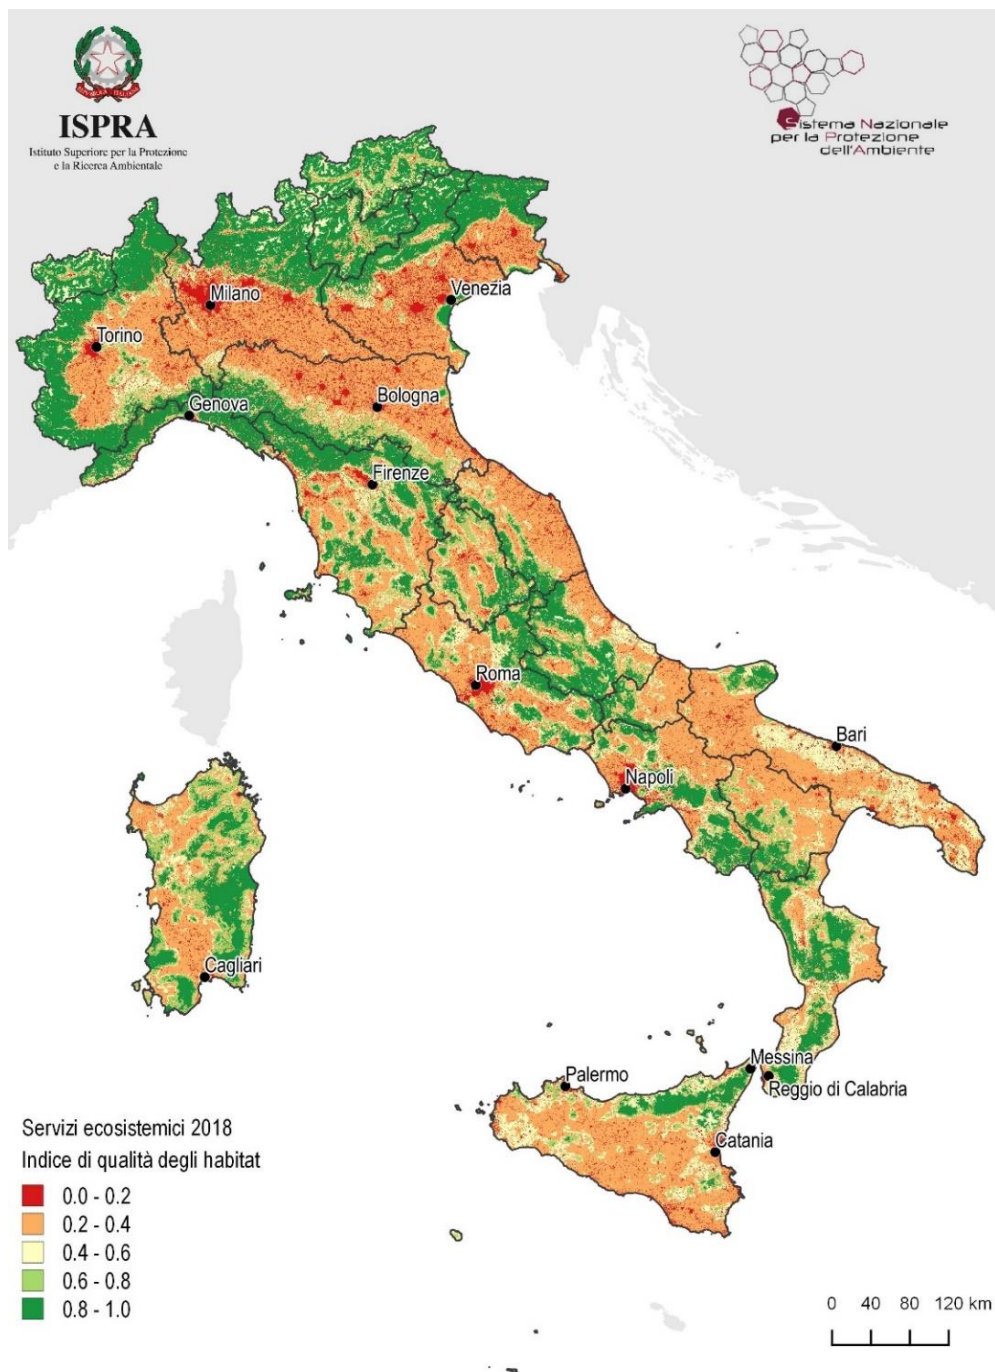 ISPRA
Istituto Superiore per la Protezione
e la Ricerca Ambientale
Sistema Nazionale
per la Protezione
dell'Ambiente
Milano
Venezia
Torino
Bologna
Genova
Firenze
Roma
Bari
Napoli
Cagliari
Messina
Palermo
Reggio di Calabria
Catania
Servizi ecosistemici 2018
Indice di qualità degli habitat
0.0 - 0.2
0.2 - 0.4
0.4 - 0.6
0.6 - 0.8
0.8 - 1.0
0 40 80 120 km